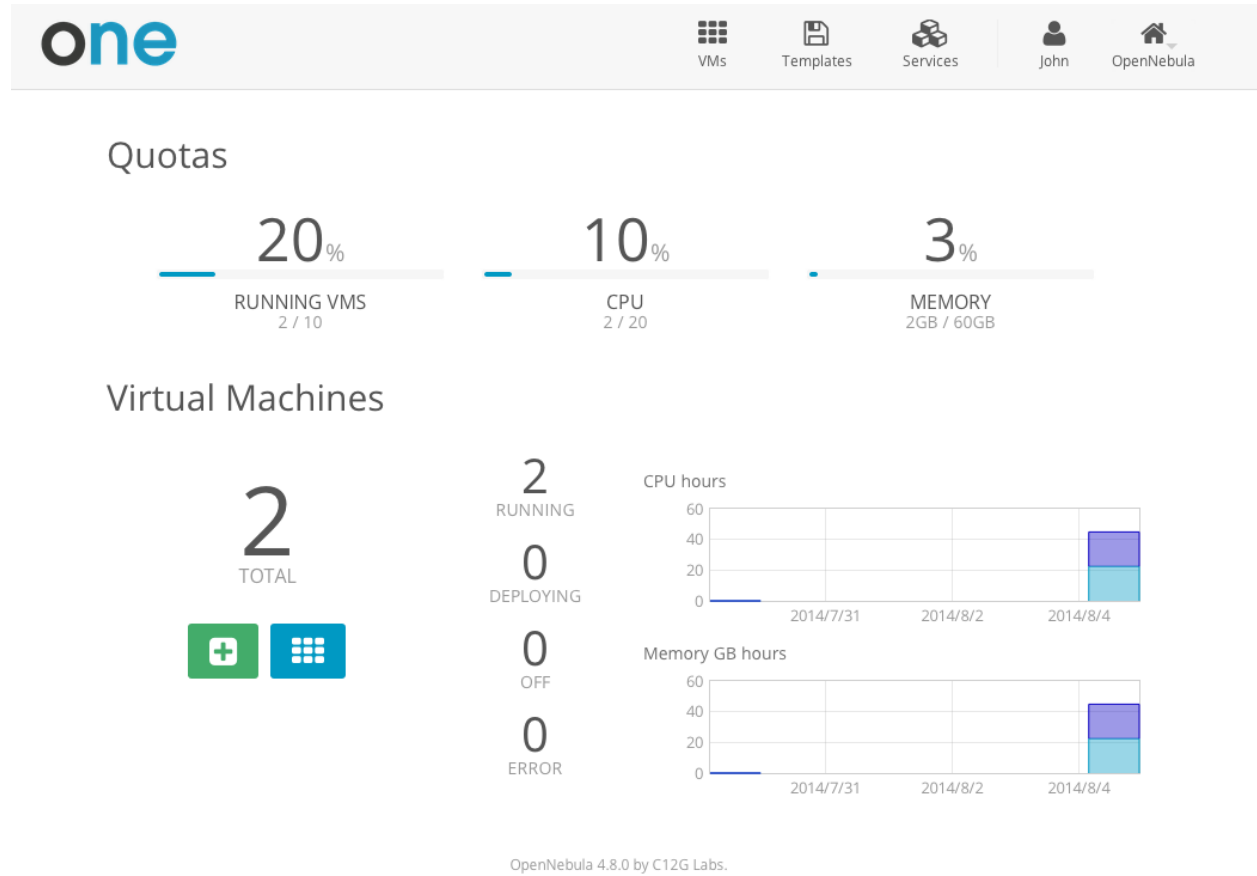 one
VMs Templates Services John OpenNebula
Quotas
20% 10% 3%
RUNNING VMS CPU MEMORY
2 / 10 2 / 20 2GB / 60GB
Virtual Machines
2
TOTAL
2
RUNNING
0
DEPLOYING
0
OFF
0
ERROR
CPU hours
60
40
20
0
2014/7/31 2014/8/2 2014/8/4
Memory GB hours
60
40
20
0
2014/7/31 2014/8/2 2014/8/4
OpenNebula 4.8.0 by C12G Labs.